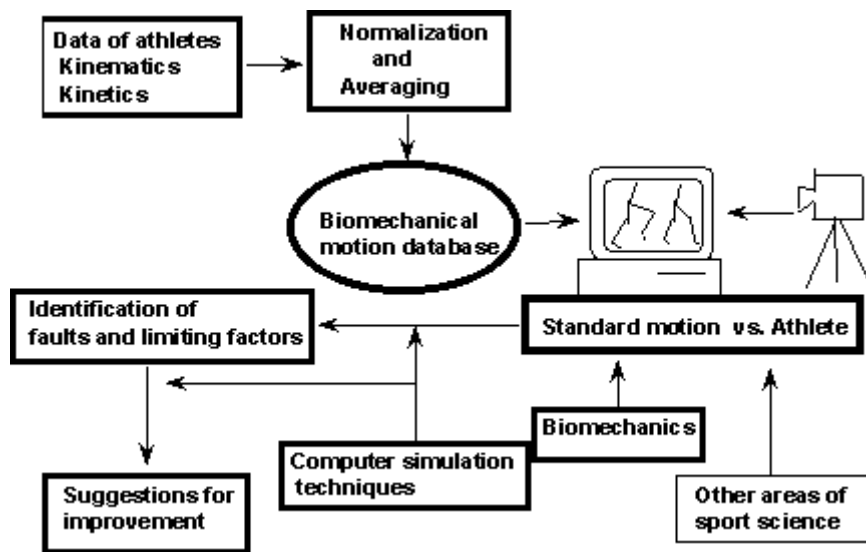 Data of athletes
Kinematics
Kinetics
Normalization
and
Averaging
Biomechanical
motion database
Identification of
faults and limiting factors
Standard motion vs. Athlete
Biomechanics
Computer simulation
techniques
Suggestions for
improvement
Other areas of
sport science